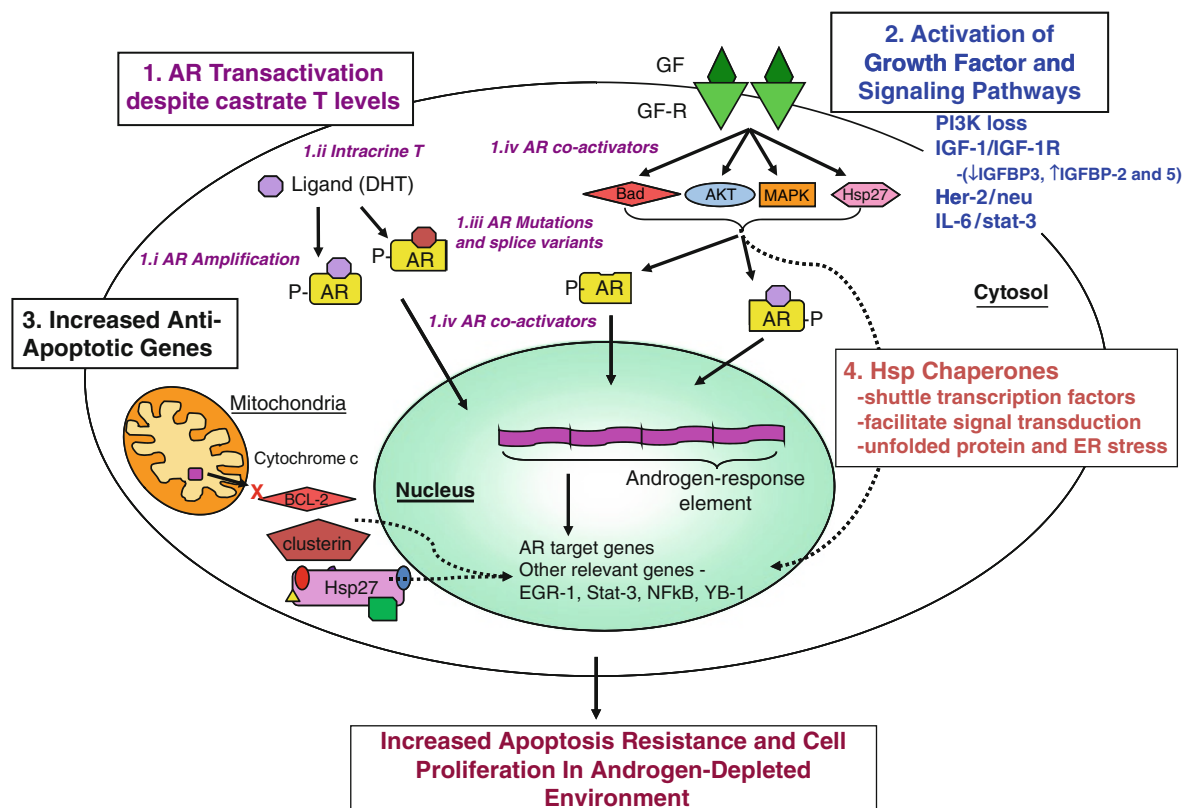 1. AR Transactivation
despite castrate T levels
GF
GF-R
2. Activation of
Growth Factor and
Signaling Pathways
PI3K loss
IGF-1/IGF-1R
-(↓IGFBP3, ↑IGFBP-2 and 5)
Her-2/neu
IL-6/stat-3
1.ii Intracrine T
Ligand (DHT)
1.iv AR co-activators
Bad
AKT
MAPK
Hsp27
1.iii AR Mutations
and splice variants
P-
AR
1.i AR Amplification
P-
AR
P-
AR
AR
-P
1.iv AR co-activators
Cytosol
3. Increased Anti-
Apoptotic Genes
4. Hsp Chaperones
-shuttle transcription factors
-facilitate signal transduction
-unfolded protein and ER stress
Mitochondria
Cytochrome c
X
BCL-2
clusterin
Hsp27
Nucleus
Androgen-response
element
AR target genes
Other relevant genes -
EGR-1, Stat-3, NFkB, YB-1
Increased Apoptosis Resistance and Cell
Proliferation In Androgen-Depleted
Environment